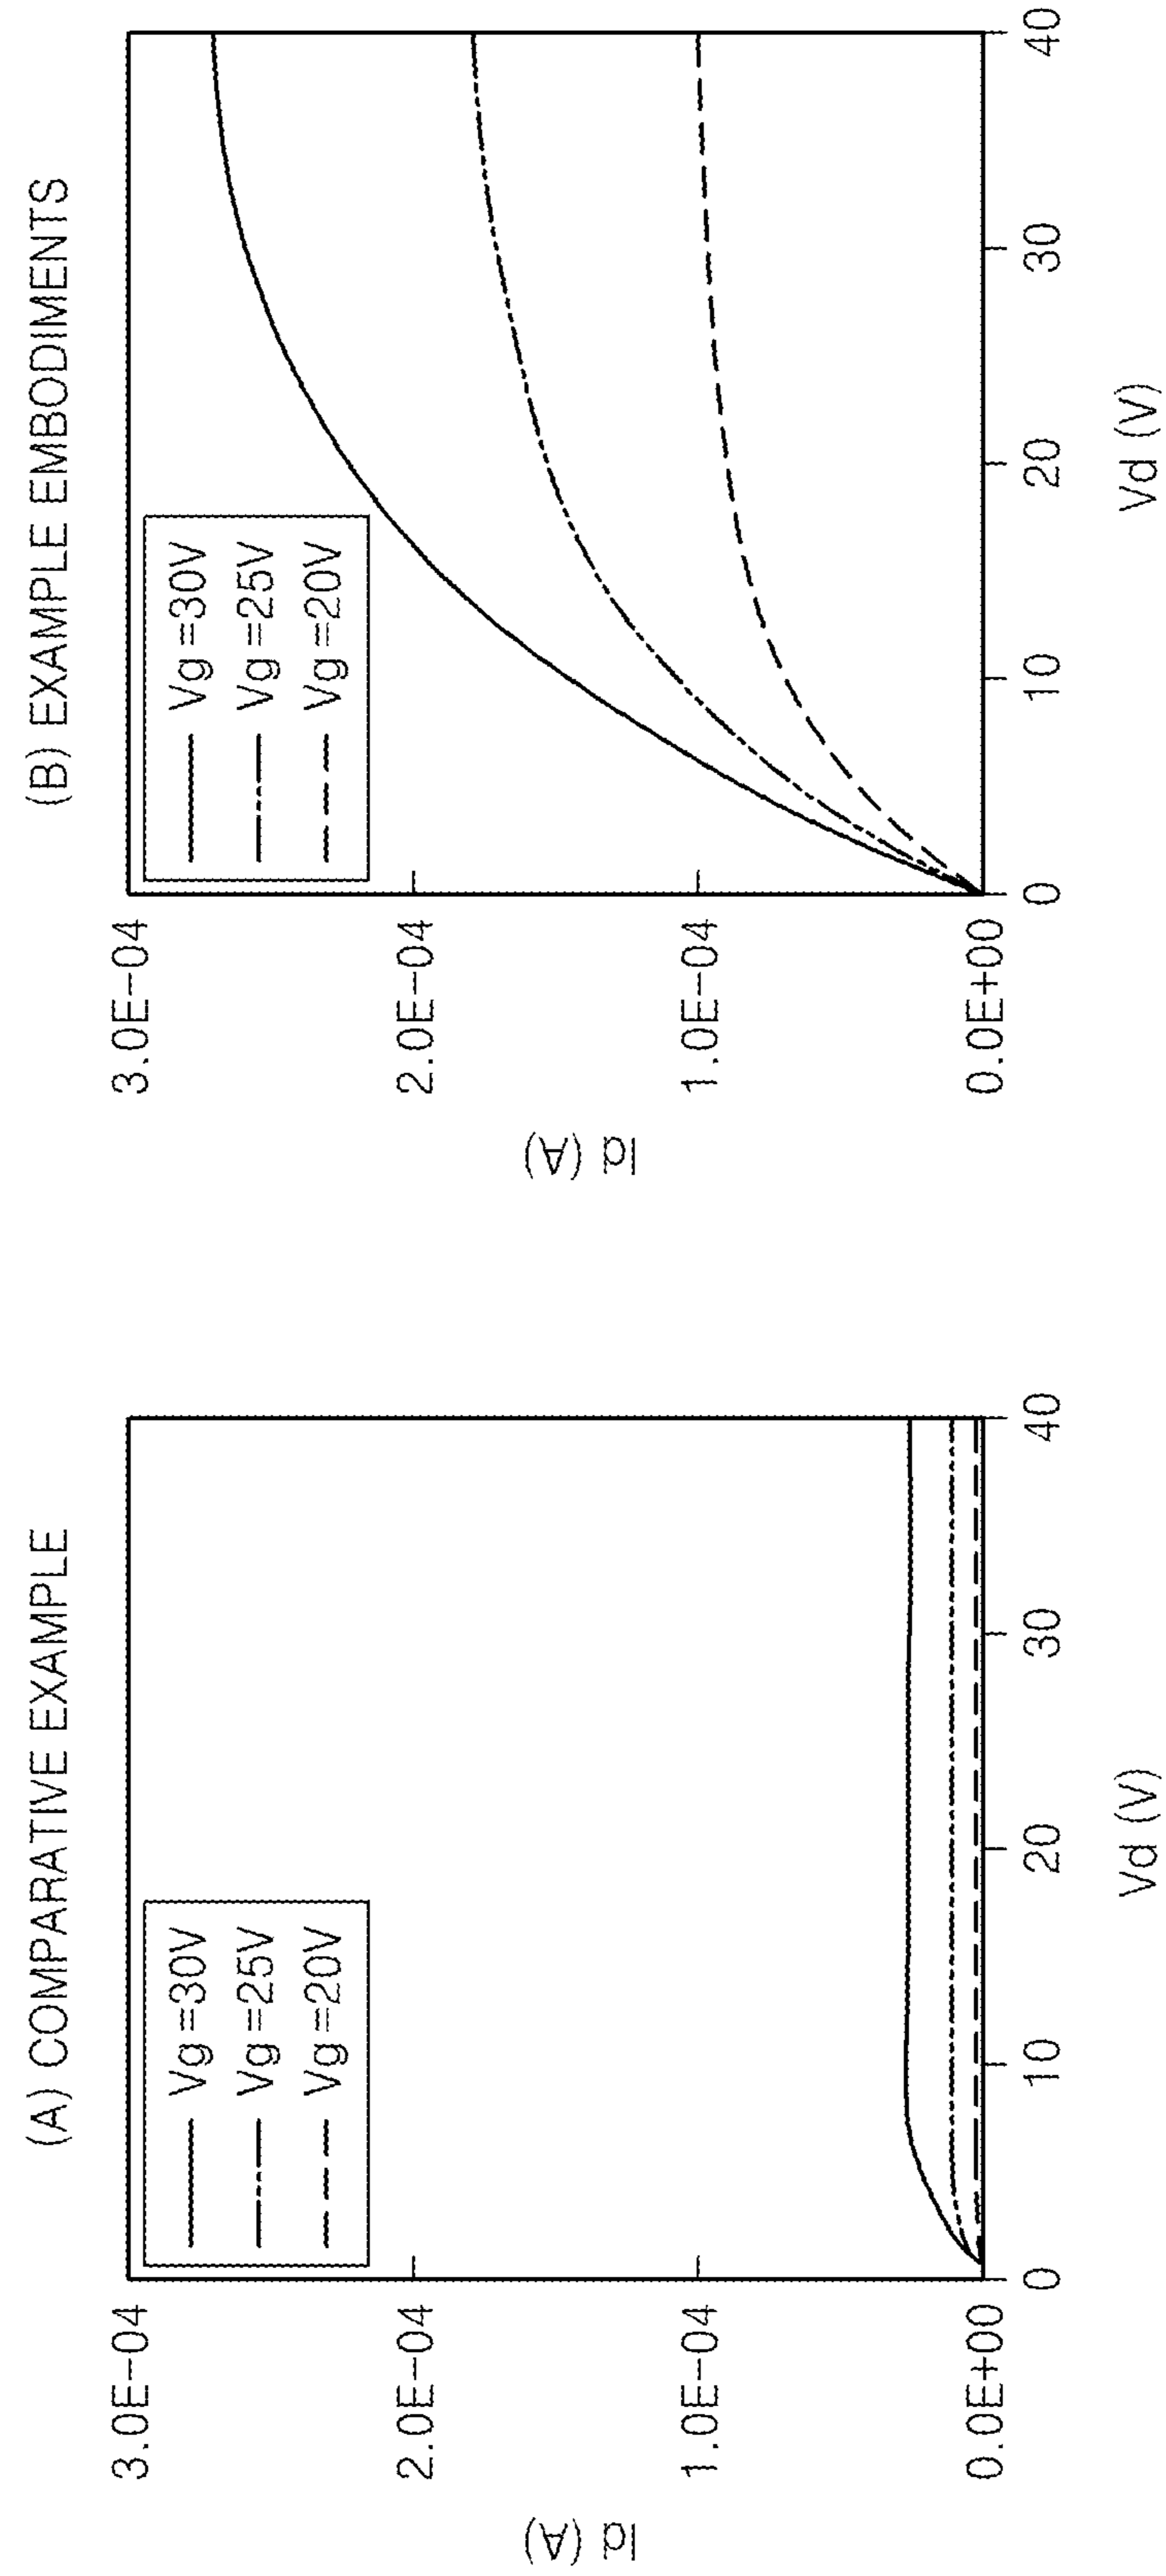 (A) COMPARATIVE EXAMPLE
3.0E-04
2.0E-04
1.0E-04
0.0E+00
Id (A)
Vg=30V
Vg=25V
Vg=20V
0 10 20 30 40
Vd (V)
(B) EXAMPLE EMBODIMENTS
3.0E-04
2.0E-04
1.0E-04
0.0E+00
Id (A)
Vg=30V
Vg=25V
Vg=20V
0 10 20 30 40
Vd (V)